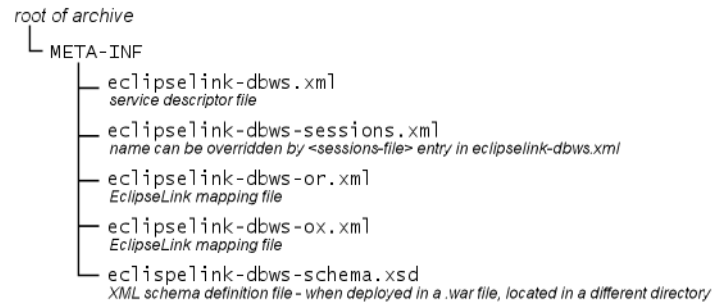 root of archive
META-INF
eclipselink-dbws.xml
service descriptor file
eclipselink-dbws-sessions.xml
name can be overridden by <sessions-file> entry in eclipselink-dbws.xml
eclipselink-dbws-or.xml
EclipseLink mapping file
eclipselink-dbws-ox.xml
EclipseLink mapping file
eclispelink-dbws-schema.xsd
XML schema definition file - when deployed in a .war file, located in a different directory